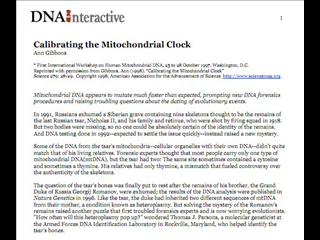 DNA interactive
1
Calibrating the Mitochondrial Clock
Ann Gibbons
* First International Workshop on Human Mitochondrial DNA, 25 to 28 October 1997, Washington, D.C.
Reprinted with permission from Gibbons, Ann (1998). "Calibrating the Mitochondrial Clock"
Science 279: 28-29. Copyright 1998, American Association for the Advancement of Science. http://www.sciencemag.org.
Mitochondrial DNA appears to mutate much faster than expected, prompting new DNA forensics
procedures and raising troubling questions about the dating of evolutionary events.
In 1991, Russians exhumed a Siberian grave containing nine skeletons thought to be the remains of
the last Russian tsar, Nicholas II, and his family and retinue, who were shot by firing squad in 1918.
But two bodies were missing, so no one could be absolutely certain of the identity of the remains.
And DNA testing done in 1992—expected to settle the issue quickly—instead raised a new mystery.
Some of the DNA from the tsar's mitochondria—cellular organelles with their own DNA—didn't quite
match that of his living relatives. Forensic experts thought that most people carry only one type of
mitochondrial DNA(mtDNA), but the tsar had two: The same site sometimes contained a cytosine
and sometimes a thymine. His relatives had only thymine, a mismatch that fueled controversy over
the authenticity of the skeletons.
The question of the tsar's bones was finally put to rest after the remains of his brother, the Grand
Duke of Russia Georgij Romanov, were exhumed; the results of the DNA analysis were published in
Nature Genetics in 1996. Like the tsar, the duke had inherited two different sequences of mtDNA
from their mother, a condition known as heteroplasmy. But solving the mystery of the Romanov's
remains raised another puzzle that first troubled forensics experts and is now worrying evolutionists.
"How often will this heteroplasmy pop up?" wondered Thomas J. Parsons, a molecular geneticist at
the Armed Forces DNA Identification Laboratory in Rockville, Maryland, who helped identify the
tsar's bones.